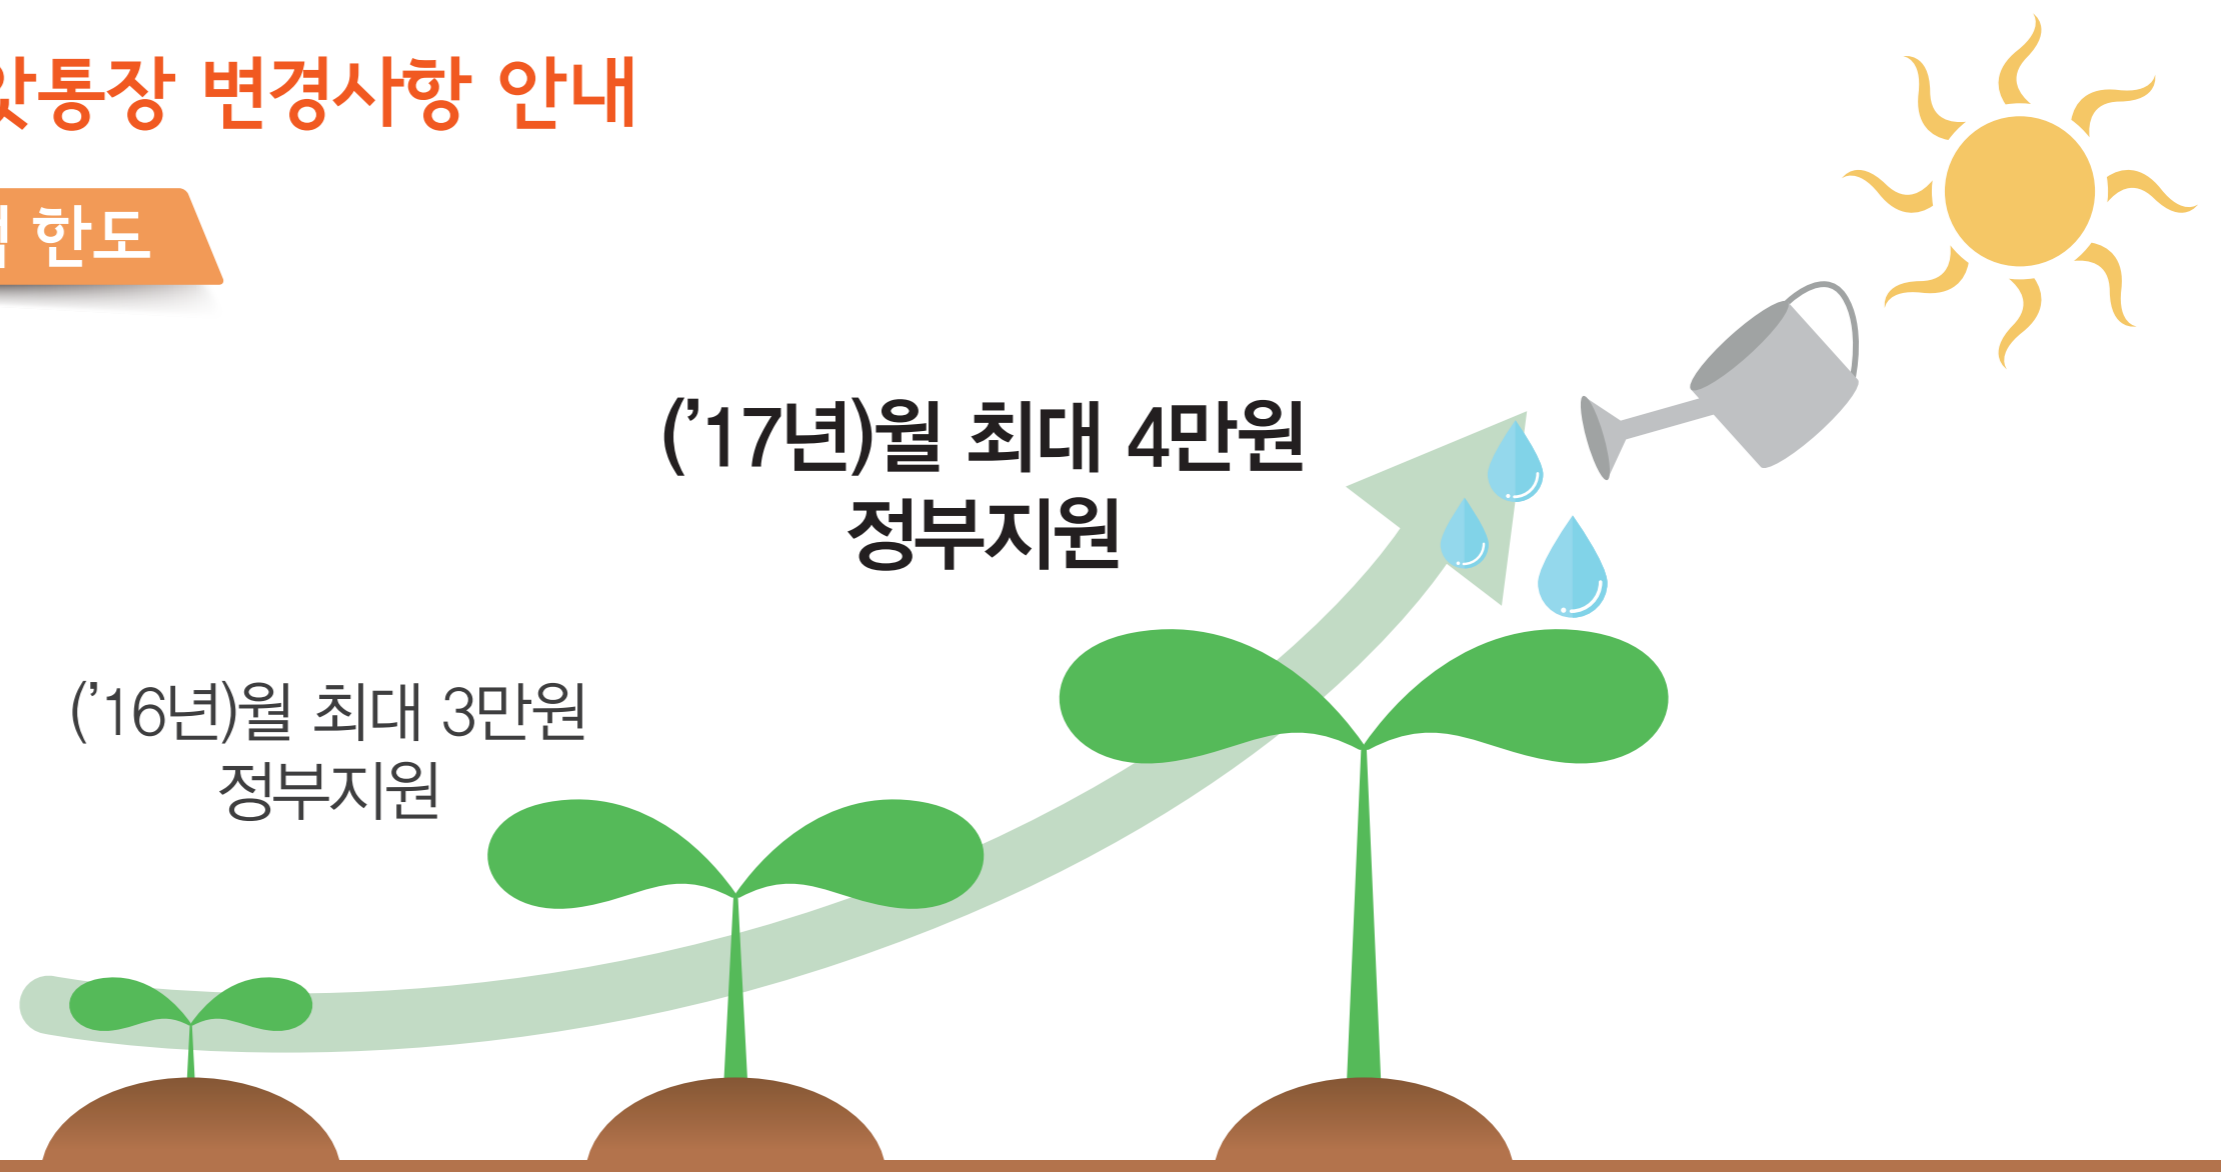 통장 변경사항 안내
한도
(’17년)월 최대 4만원
정부지원
(’16년)월 최대 3만원
정부지원